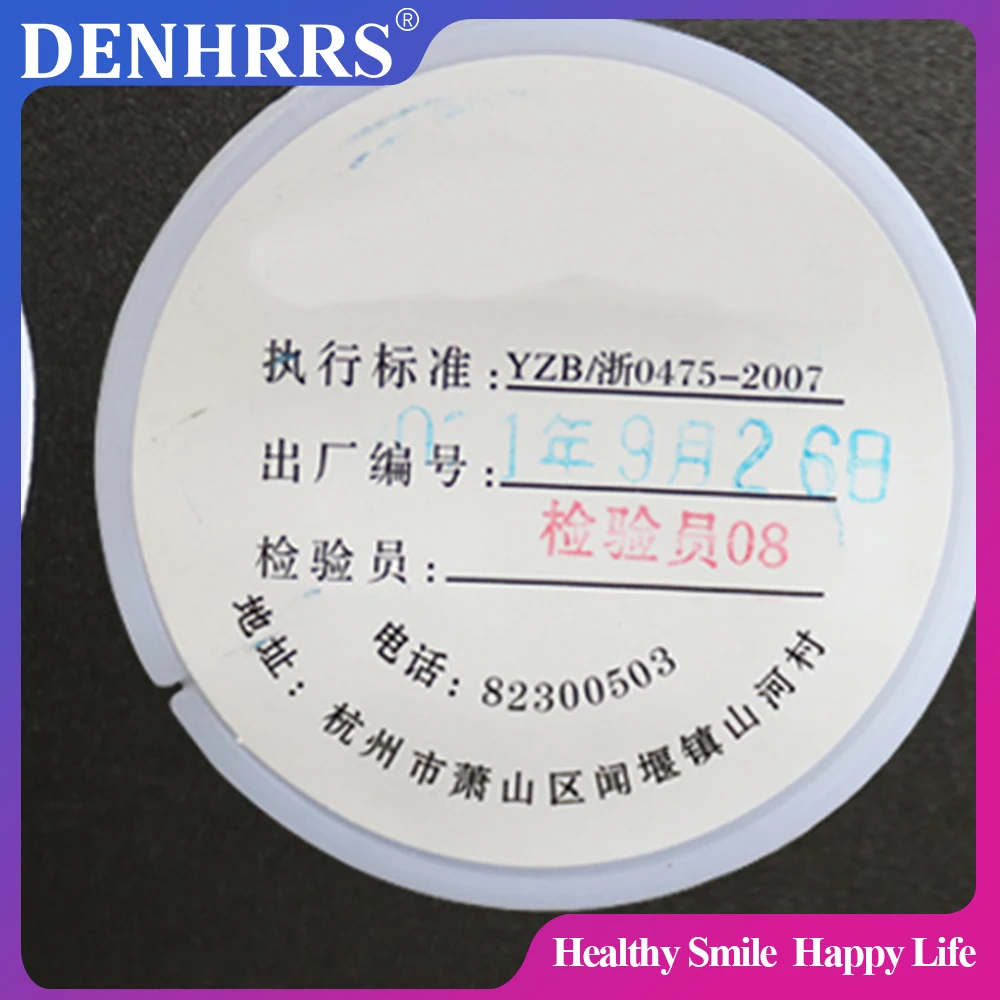 DENHRRS®
执行标准:YZB/浙0475-2007
出厂编号: 1年9月26日
检验员: 检验员08
电话: 82300503
地址: 杭州市萧山区闻堰镇山河村
Healthy Smile Happy Life